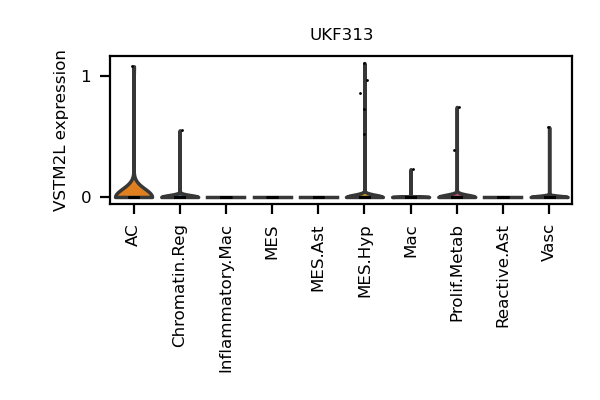 UKF313
VSTM2L expression
1
0
AC
Chromatin.Reg
Inflammatory.Mac
MES
MES.Ast
MES.Hyp
Mac
Prolif.Metab
Reactive.Ast
Vasc